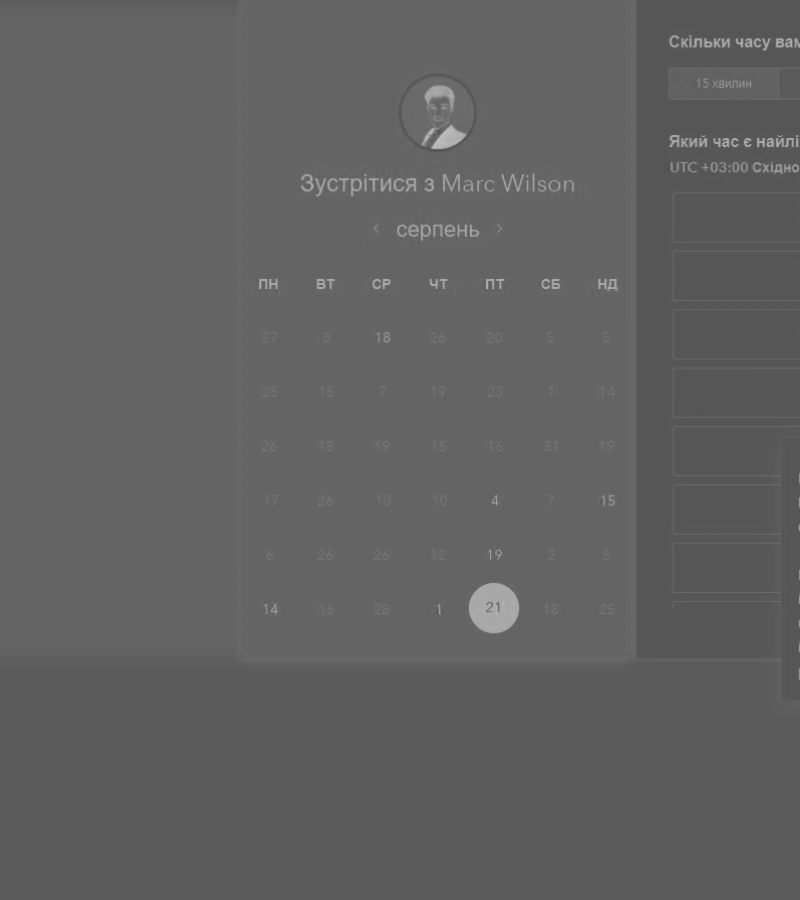 Скільки часу вам
15 хвилин
Який час є найлі
UTC +03:00 Східно
Зустрітися з Marc Wilson
серпень
ПН ВТ СР ЧТ ПТ СБ НД
27 8 18 26 20 5 5
25 15 7 19 23 1 14
26 18 19 15 16 31 19
17 26 10 10 4 7 15
6 26 26 12 19 2 5
14 16 28 1 21 18 25